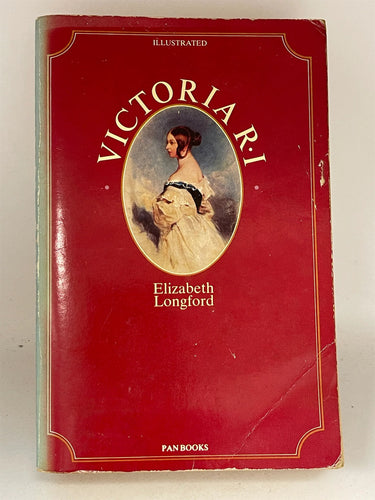 ILLUSTRATED
VICTORIA R·I
Elizabeth
Longford
PAN BOOKS